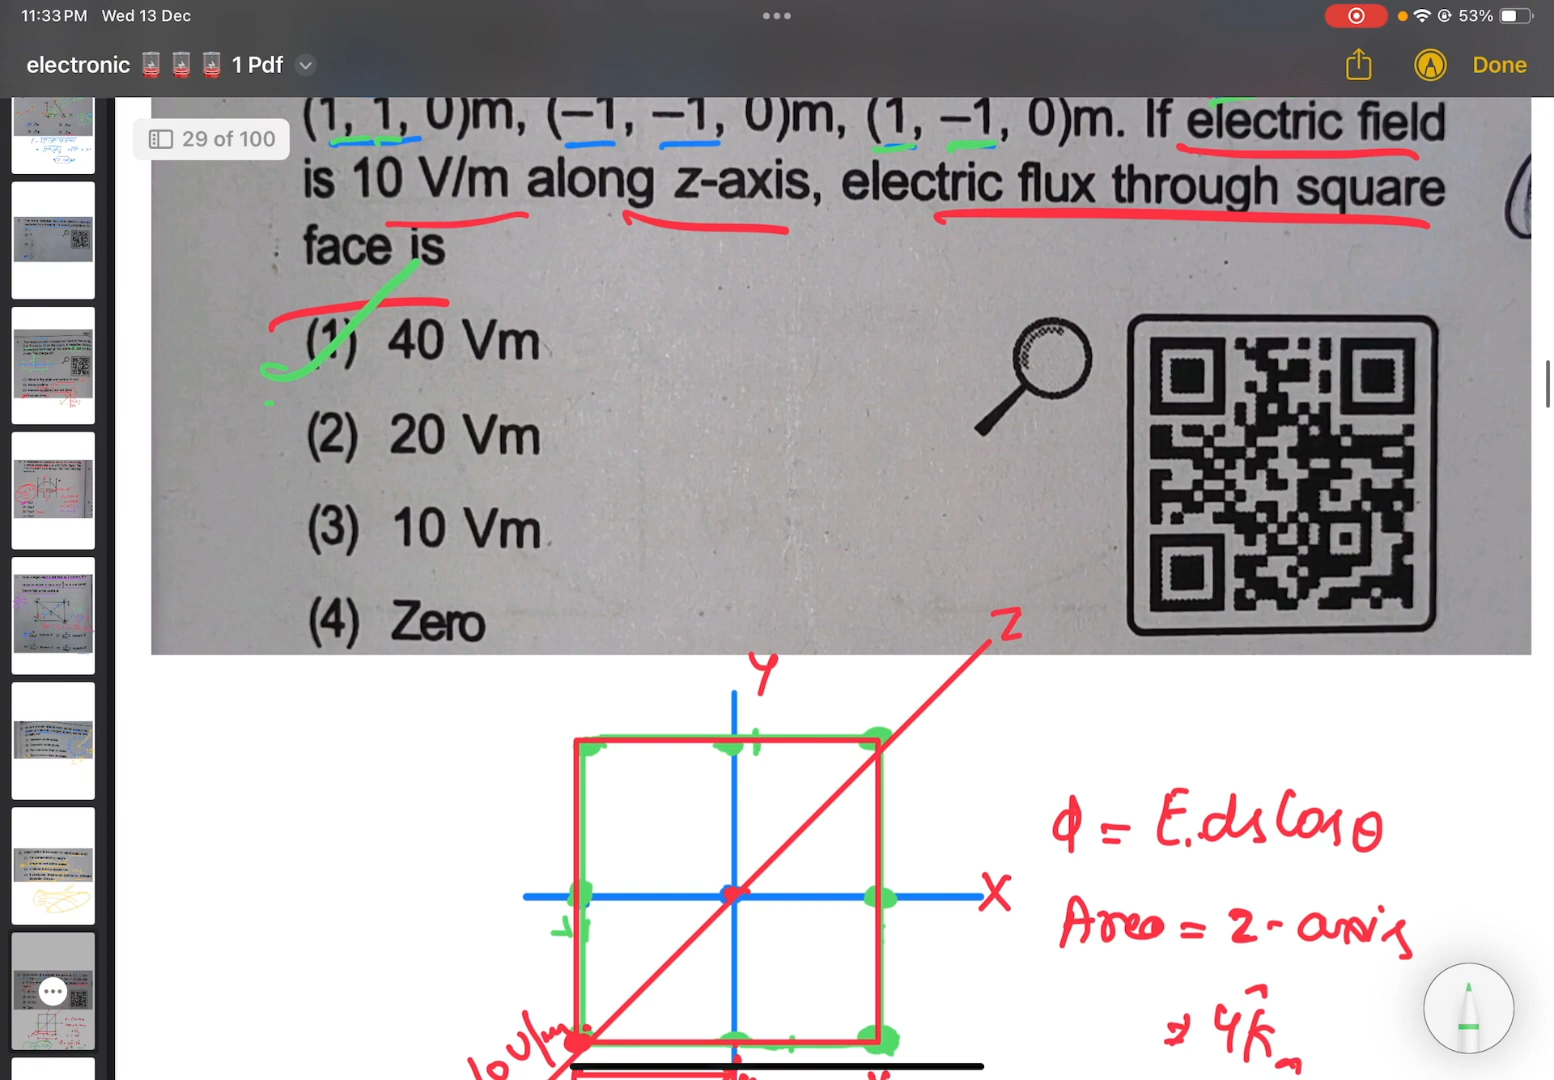 11:33 PM Wed 13 Dec
53%
electronic 1 Pdf
Done
29 of 100
(1, 1, 0)m, (–1, –1, 0)m, (1, –1, 0)m. If electric field
is 10 V/m along z-axis, electric flux through square
face is
(1) 40 Vm
(2) 20 Vm
(3) 10 Vm
(4) Zero
Z
Y
X
ϕ = E.ds Cos θ
Area = z-axis
10 V/m